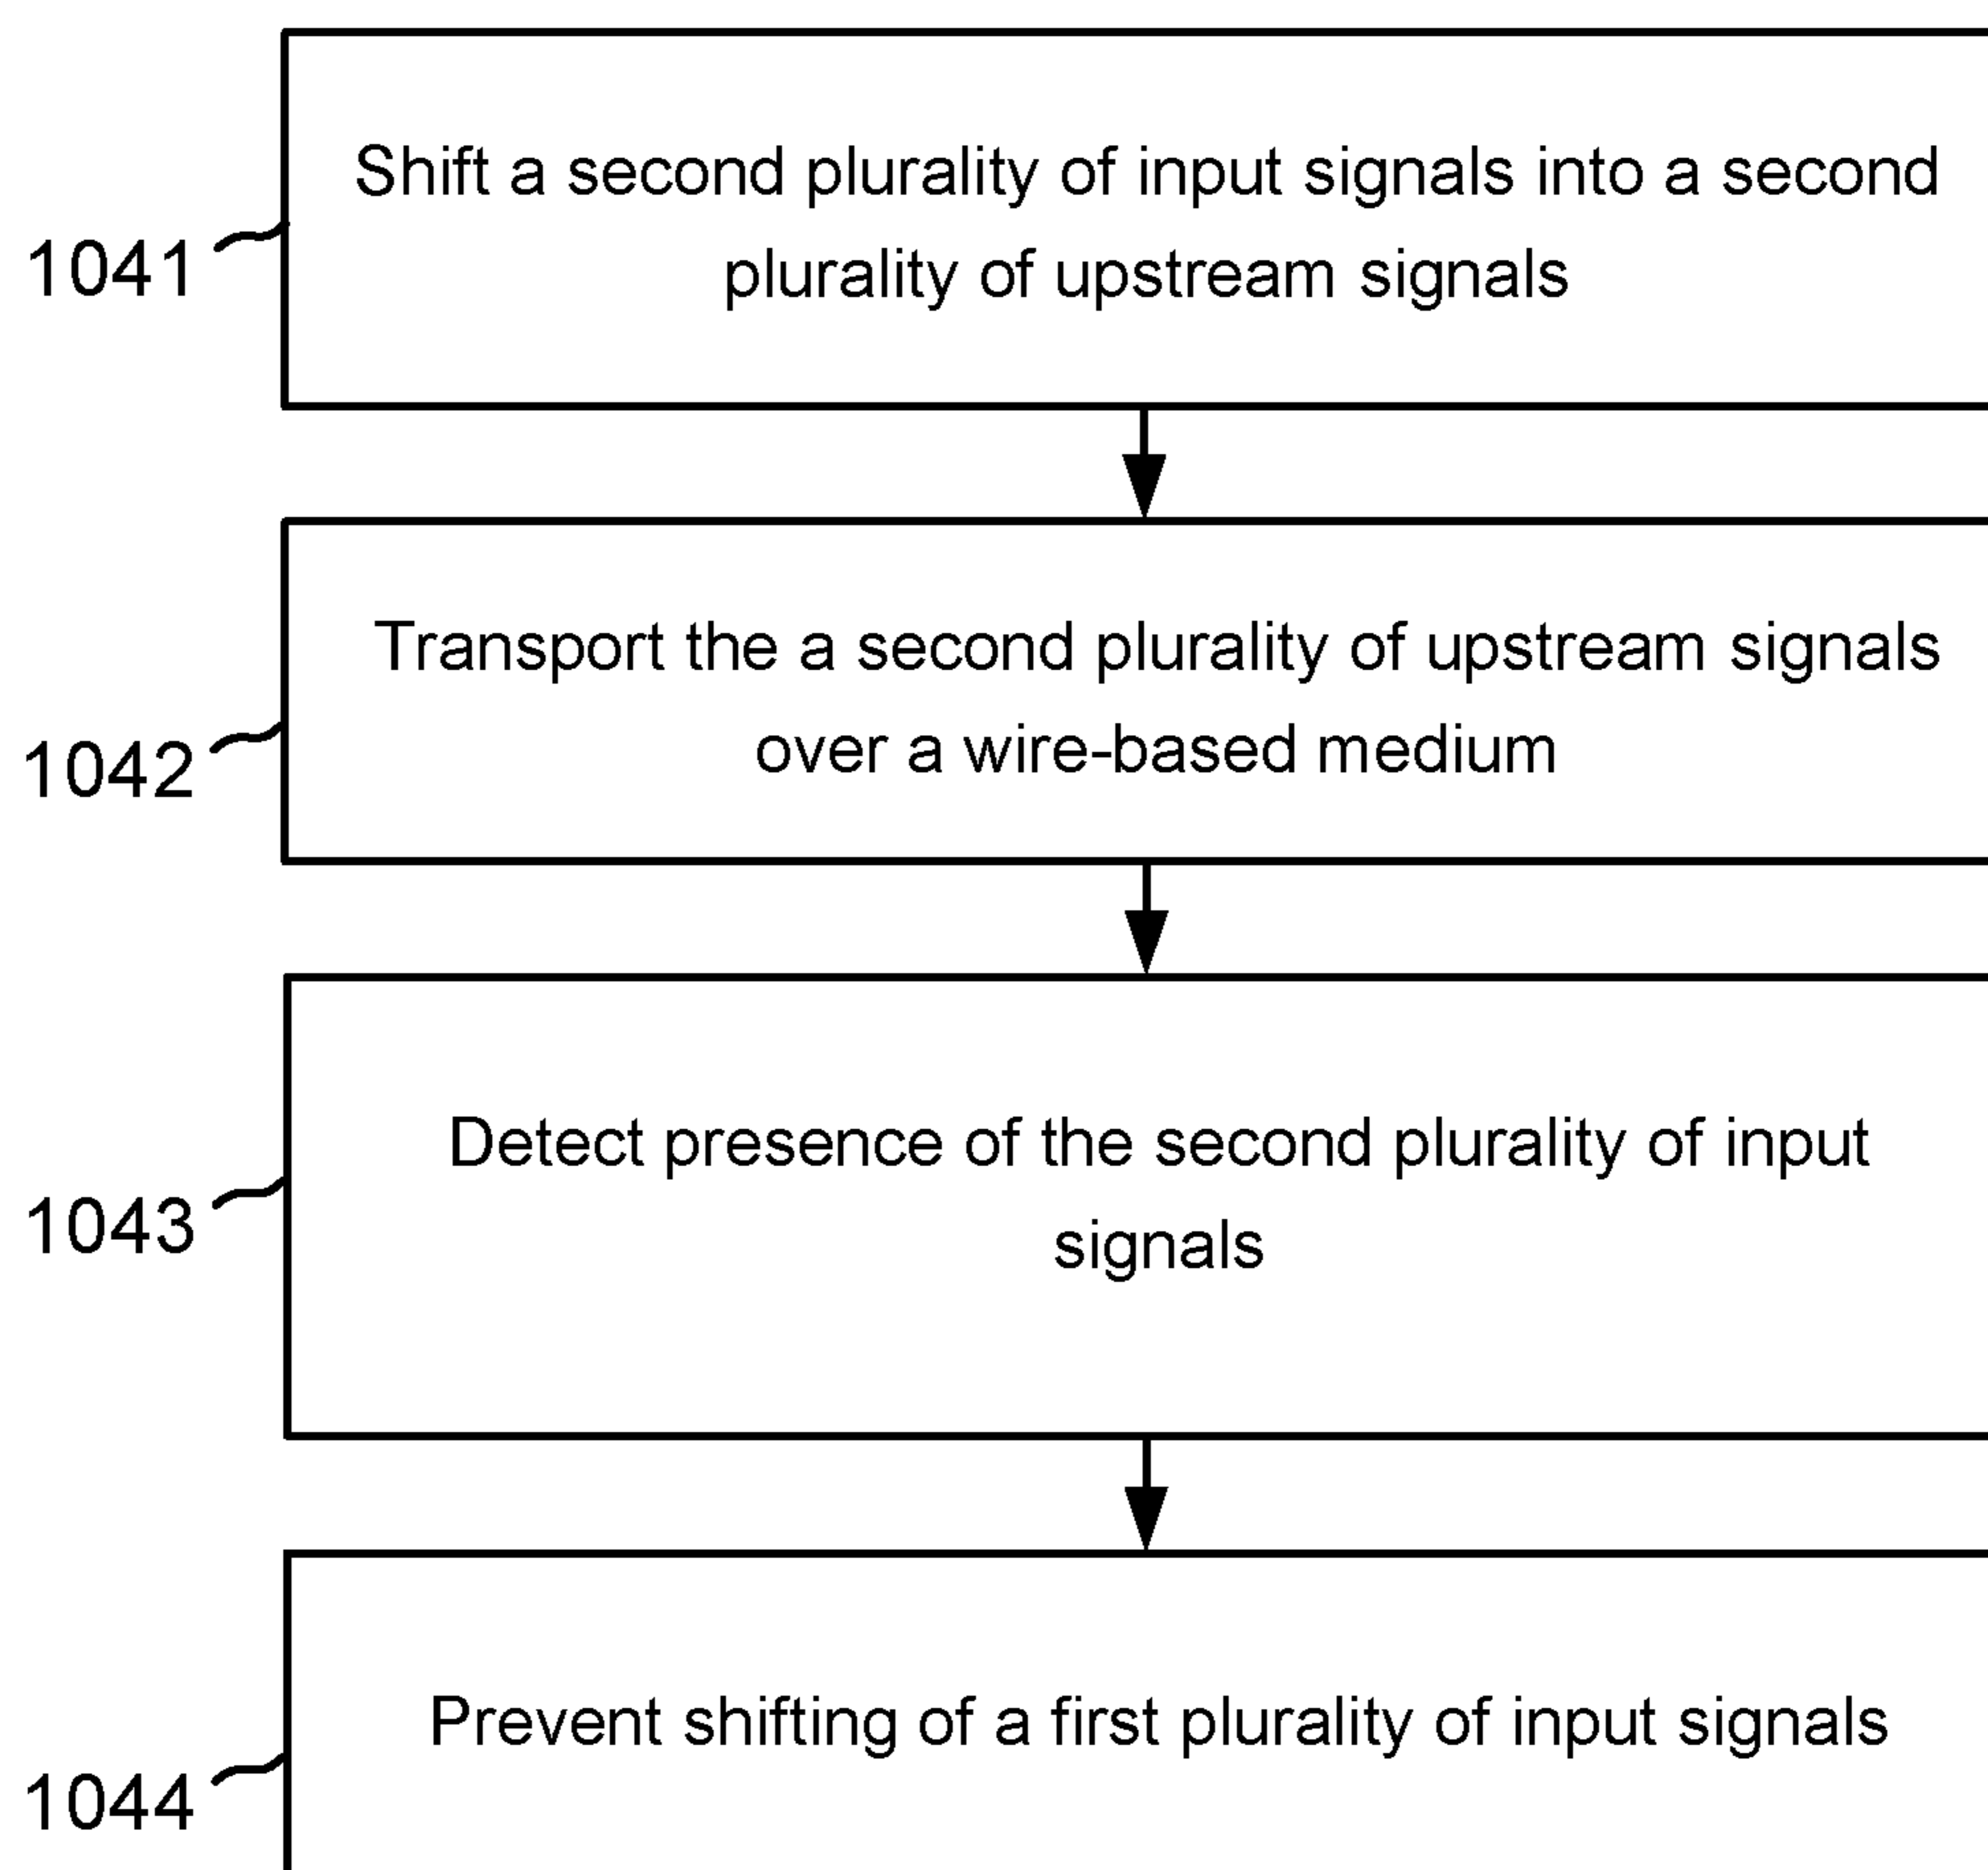 Shift a second plurality of input signals into a second
plurality of upstream signals
1041
Transport the a second plurality of upstream signals
over a wire-based medium
1042
Detect presence of the second plurality of input
signals
1043
Prevent shifting of a first plurality of input signals
1044